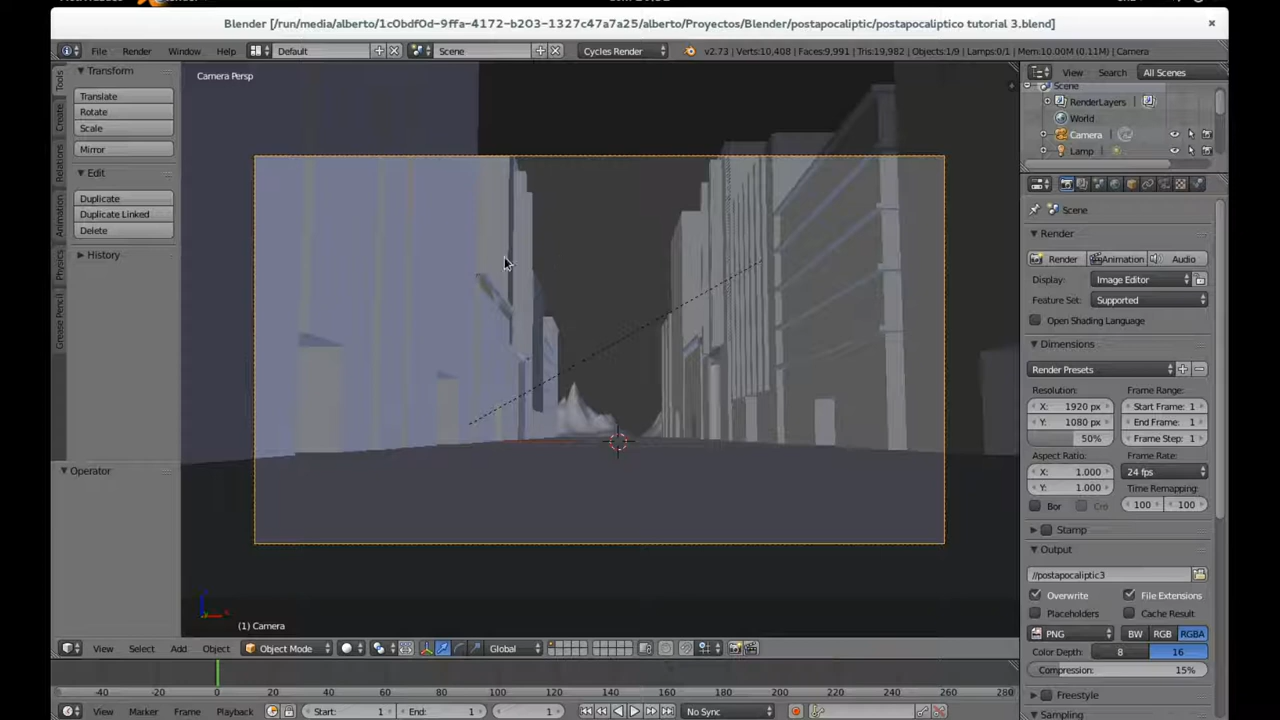 Blender [/run/media/alberto/1c0bdf0d-9ffa-4172-b203-1327c47a7a25/alberto/Proyectos/Blender/postapocaliptic/postapocaliptico tutorial 3.blend]
File Render Window Help Default Scene Cycles Render v2.73 | Verts:10,408 | Faces:9,991 | Tris:19,982 | Objects:1/9 | Lamps:0/1 | Mem:10.00M (0.11M) | Camera
Tools
Create
Relations
Animation
Physics
Grease Pencil
Transform
Translate
Rotate
Scale
Mirror
Edit
Duplicate
Duplicate Linked
Delete
History
Operator
Camera Persp
(1) Camera
View Search All Scenes
Scene
RenderLayers
World
Camera
Lamp
Scene
Render
Render Animation Audio
Display: Image Editor
Feature Set: Supported
Open Shading Language
Dimensions
Render Presets
Resolution: Frame Range:
X: 1920 px Start Frame: 1
Y: 1080 px End Frame: 1
50% Frame Step: 1
Aspect Ratio: Frame Rate:
X: 1.000 24 fps
Y: 1.000 Time Remapping:
Bor Cro 100 100
Stamp
Output
//postapocaliptic3
Overwrite File Extensions
Placeholders Cache Result
PNG BW RGB RGBA
Color Depth: 8 16
Compression: 15%
Freestyle
Sampling
View Select Add Object Object Mode Global
-40 -20 0 20 40 60 80 100 120 140 160 180 200 220 240 260 280
View Marker Frame Playback Start: 1 End: 1 1 No Sync